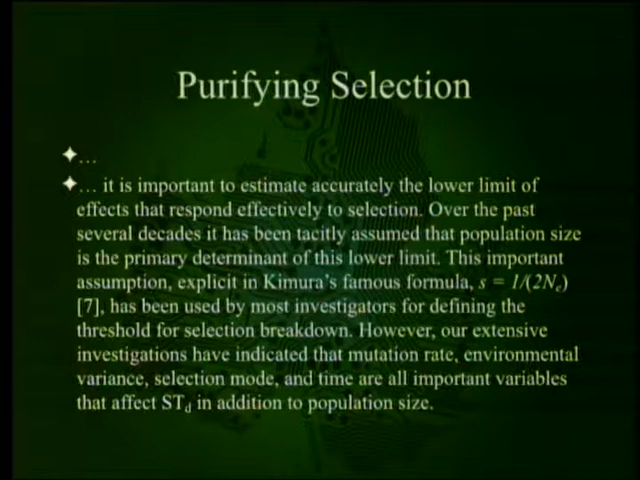 Purifying Selection
…
… it is important to estimate accurately the lower limit of
effects that respond effectively to selection. Over the past
several decades it has been tacitly assumed that population size
is the primary determinant of this lower limit. This important
assumption, explicit in Kimura's famous formula, s = 1/(2Ne)
[7], has been used by most investigators for defining the
threshold for selection breakdown. However, our extensive
investigations have indicated that mutation rate, environmental
variance, selection mode, and time are all important variables
that affect STd in addition to population size.